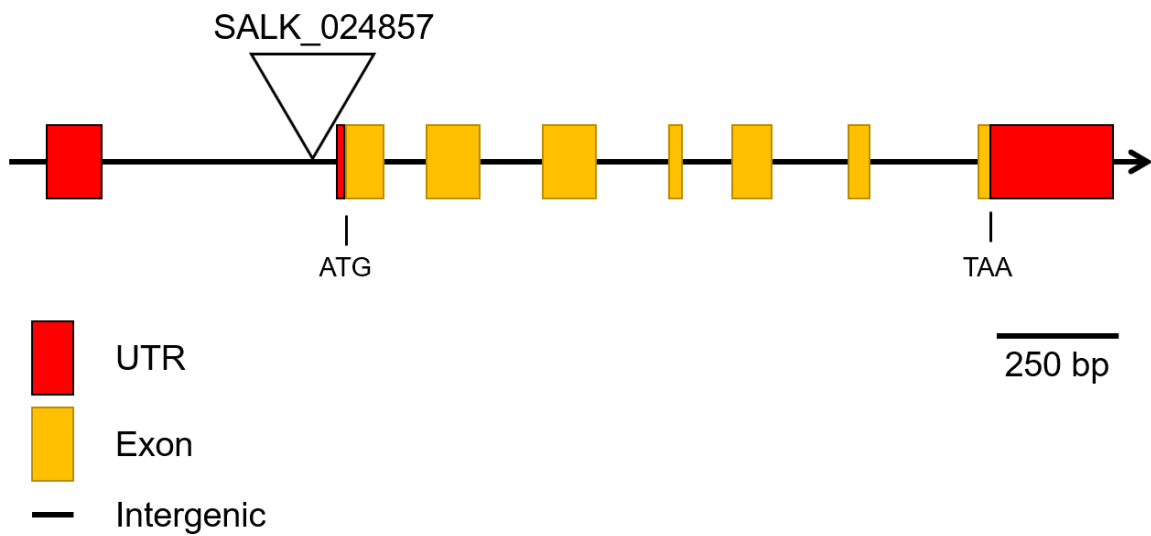 SALK_024857
ATG
TAA
250 bp
UTR
Exon
Intergenic